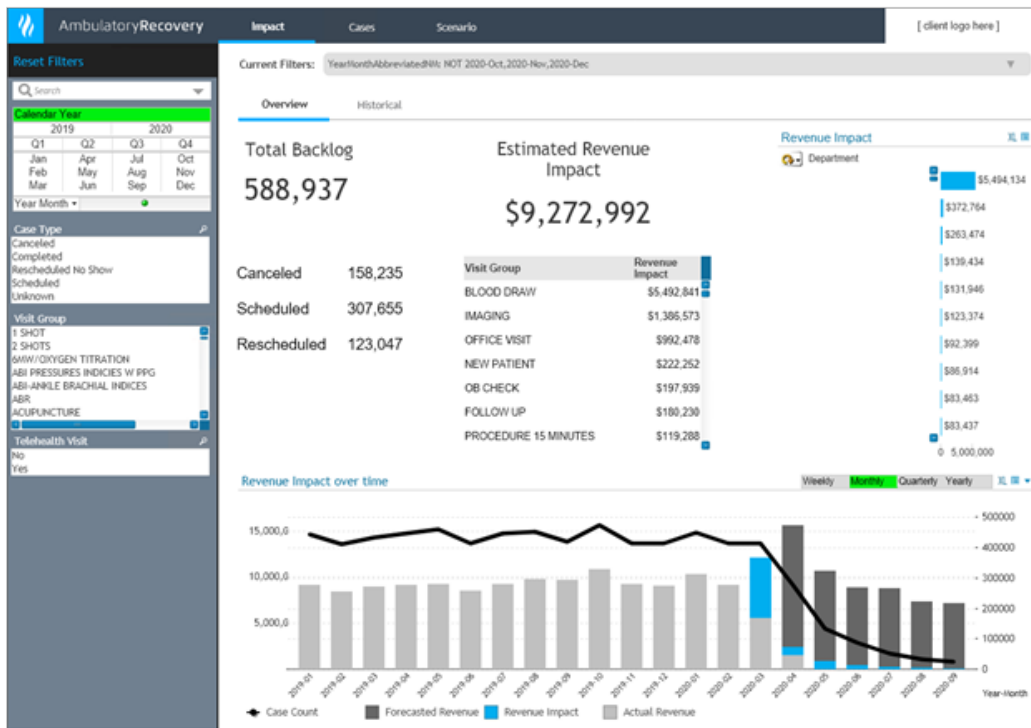 AmbulatoryRecovery
Impact
Cases
Scenario
[ client logo here ]
Reset Filters
Current Filters:
YearMonthAbbreviatedNM: NOT 2020-Oct,2020-Nov,2020-Dec
Search
Overview
Historical
Calendar Year
2019 2020
Q1 Q2 Q3 Q4
Jan Apr Jul Oct
Feb May Aug Nov
Mar Jun Sep Dec
Year Month
Case Type
Canceled
Completed
Rescheduled No Show
Scheduled
Unknown
Visit Group
1 SHOT
2 SHOTS
6MW/OXYGEN TITRATION
ABI PRESSURES INDICIES W PPG
ABI-ANKLE BRACHIAL INDICES
ABR
ACUPUNCTURE
Telehealth Visit
No
Yes
Total Backlog
588,937
Estimated Revenue
Impact
$9,272,992
Canceled 158,235
Scheduled 307,655
Rescheduled 123,047
Visit Group Revenue Impact
BLOOD DRAW $5,492,841
IMAGING $1,386,573
OFFICE VISIT $992,478
NEW PATIENT $222,252
OB CHECK $197,939
FOLLOW UP $180,230
PROCEDURE 15 MINUTES $119,288
Revenue Impact
XL
Department
$5,494,134
$372,764
$263,474
$139,434
$131,946
$123,374
$92,399
$86,914
$83,463
$83,437
0 5,000,000
Revenue Impact over time
Weekly Monthly Quarterly Yearly
XL
15,000,0
10,000,0
5,000,0
500000
400000
300000
200000
100000
0
2019-01
2019-02
2019-03
2019-04
2019-05
2019-06
2019-07
2019-08
2019-09
2019-10
2019-11
2019-12
2020-01
2020-02
2020-03
2020-04
2020-05
2020-06
2020-07
2020-08
2020-09
Year-Month
Case Count
Forecasted Revenue
Revenue Impact
Actual Revenue